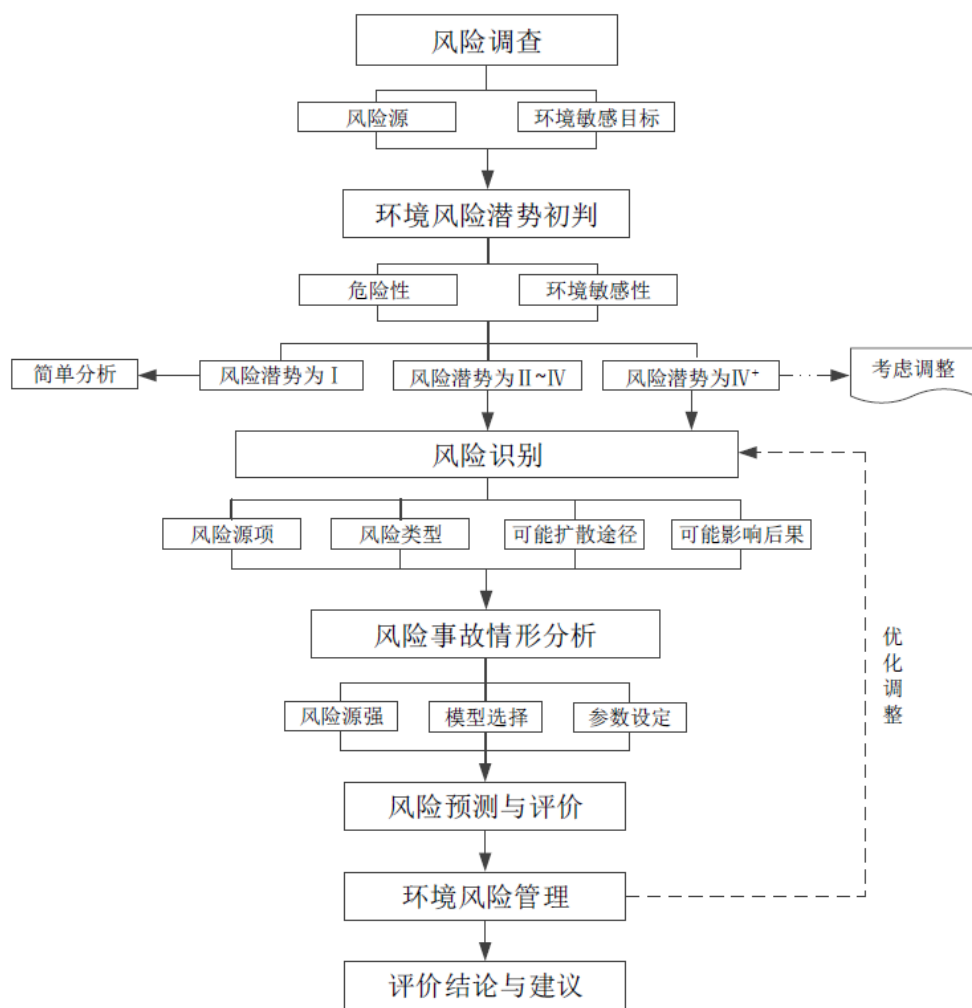 风险调查
风险源
环境敏感目标
环境风险潜势初判
危险性
环境敏感性
简单分析
风险潜势为Ⅰ
风险潜势为Ⅱ~Ⅳ
风险潜势为Ⅳ⁺
考虑调整
风险识别
风险源项
风险类型
可能扩散途径
可能影响后果
风险事故情形分析
优化调整
风险源强
模型选择
参数设定
风险预测与评价
环境风险管理
评价结论与建议